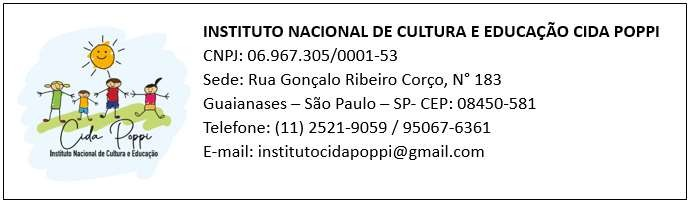 Cida Poppi
Instituto Nacional de Cultura e Educação
INSTITUTO NACIONAL DE CULTURA E EDUCAÇÃO CIDA POPPI
CNPJ: 06.967.305/0001-53
Sede: Rua Gonçalo Ribeiro Corço, N° 183
Guaianases – São Paulo – SP- CEP: 08450-581
Telefone: (11) 2521-9059 / 95067-6361
E-mail: institutocidapoppi@gmail.com